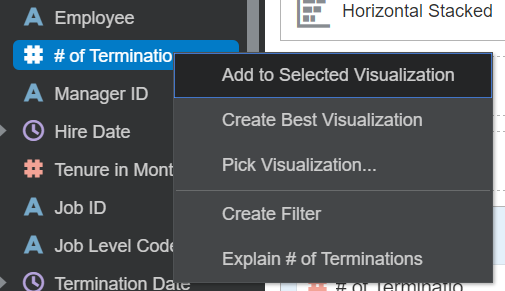 Employee
Horizontal Stacked
# of Terminatio
Add to Selected Visualization
Manager ID
Create Best Visualization
Hire Date
Pick Visualization...
Tenure in Mont
Job ID
Create Filter
Job Level Code
Explain # of Terminations
Termination Date
# of Terminatio